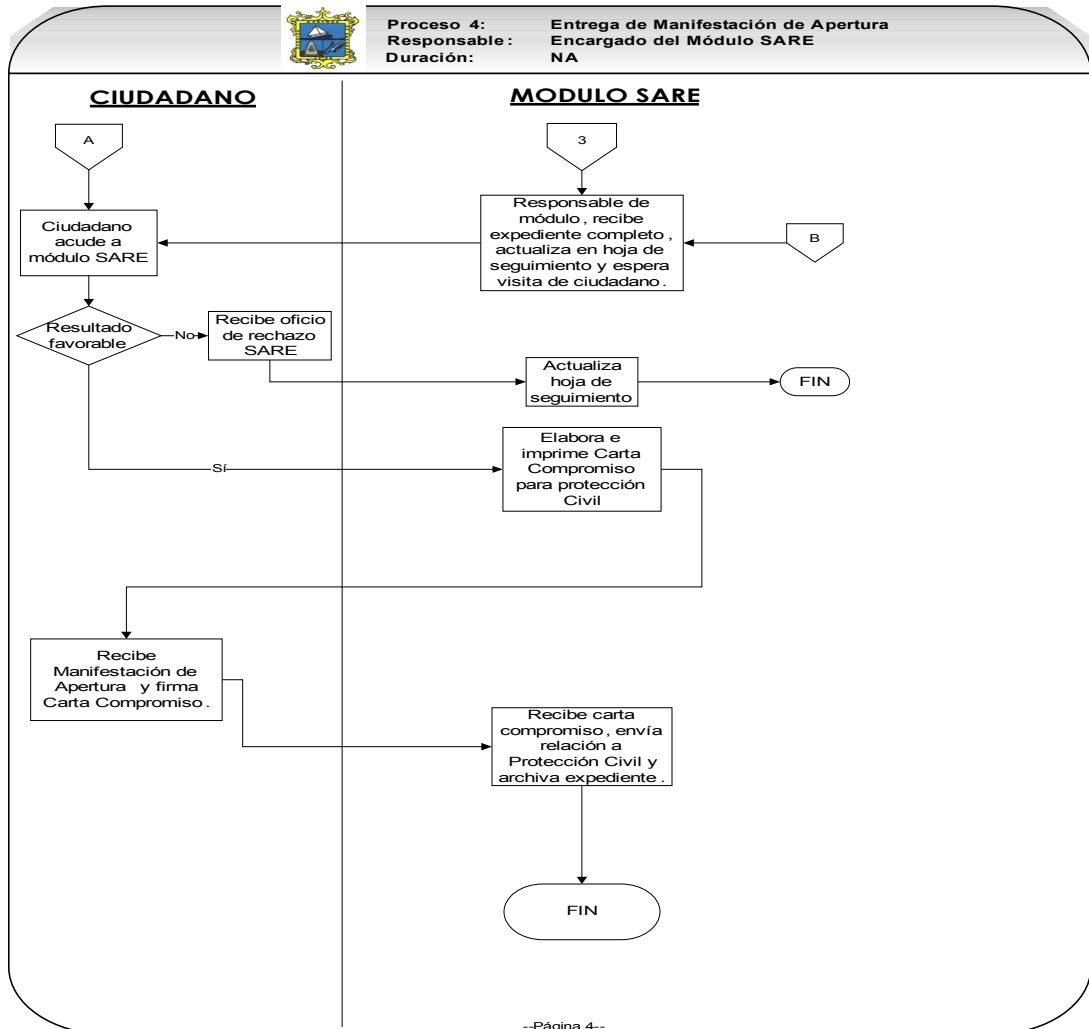 Proceso 4: Entrega de Manifestación de Apertura
Responsable: Encargado del Módulo SARE
Duración: NA
CIUDADANO
MODULO SARE
A
3
Ciudadano
acude a
módulo SARE
Responsable de
módulo, recibe
expediente completo,
actualiza en hoja de
seguimiento y espera
visita de ciudadano.
B
Resultado
favorable
No
Recibe oficio
de rechazo
SARE
Actualiza
hoja de
seguimiento
FIN
Sí
Elabora e
imprime Carta
Compromiso
para protección
Civil
Recibe
Manifestación de
Apertura y firma
Carta Compromiso.
Recibe carta
compromiso, envía
relación a
Protección Civil y
archiva expediente.
FIN
--Página 4--